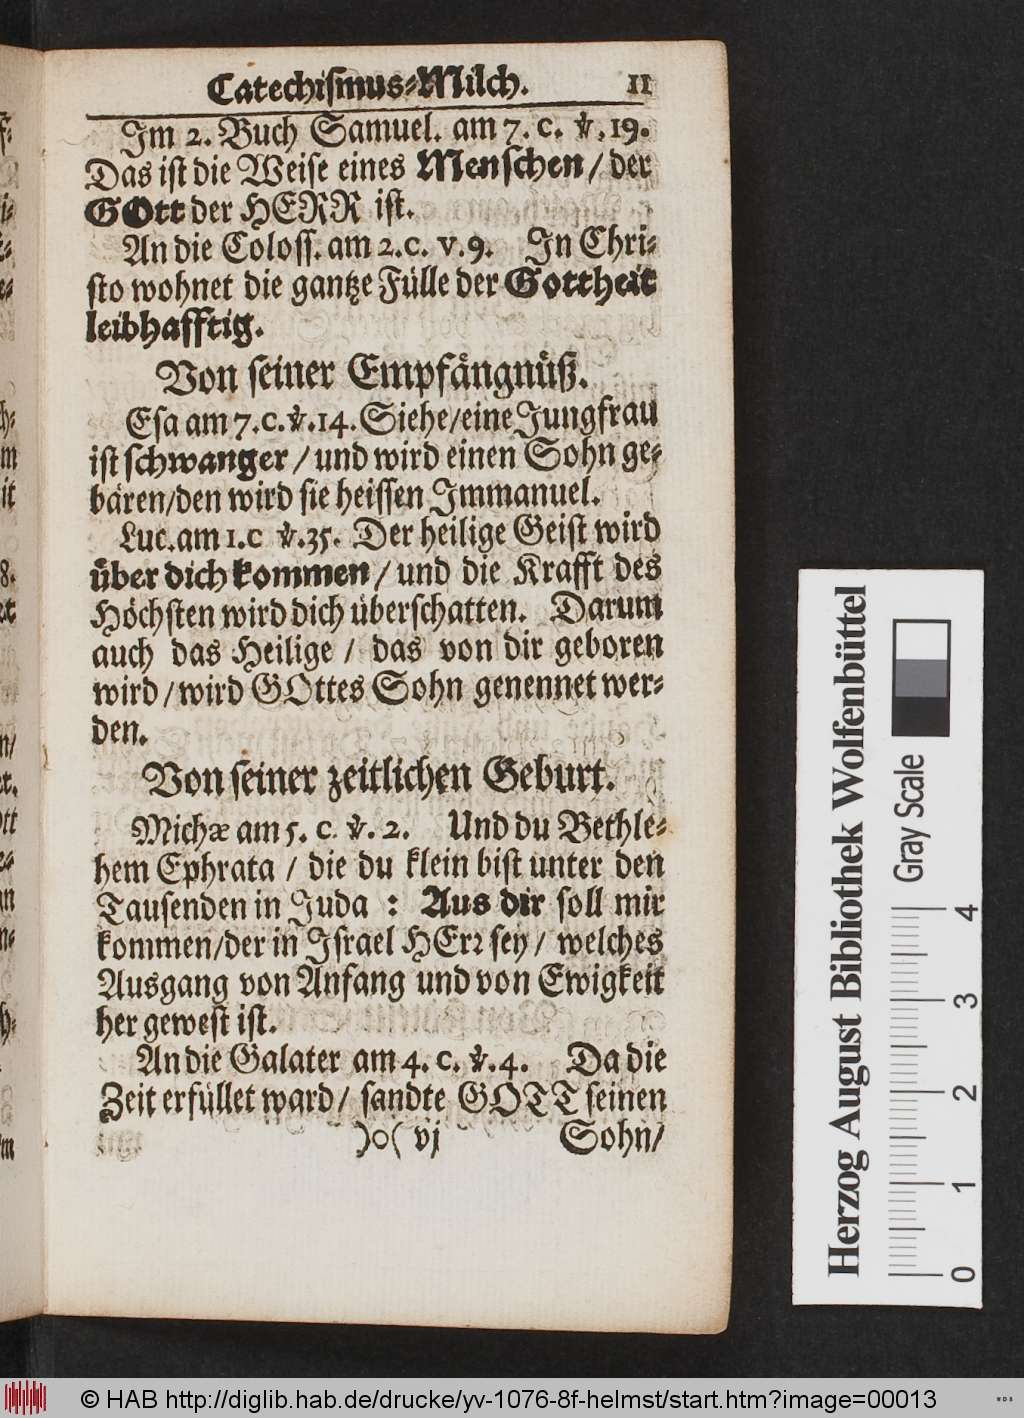 Catechiſmus⸗Milch. 11
Im 2. Buch Samuel. am 7. c. ℣. 19.
Das iſt die Weiſe eines Menſchen / der
GOtt der HERR iſt.
An die Coloſſ. am 2. c. v. 9. In Chri⸗
ſto wohnet die gantze Fülle der Gottheit
leibhafftig.
Von ſeiner Empfängnüß.
Eſa am 7. c. ℣. 14. Siehe / eine Jungfrau
iſt ſchwanger / und wird einen Sohn ge⸗
bären / den wird ſie heiſſen Immanuel.
Luc. am 1. c ℣. 35. Der heilige Geiſt wird
über dich kommen / und die Krafft des
Höchſten wird dich überſchatten. Darum
auch das Heilige / das von dir geboren
wird / wird GOttes Sohn genennet wer⸗
den.
Von ſeiner zeitlichen Geburt.
Michæ am 5. c. ℣. 2. Und du Bethle⸗
hem Ephrata / die du klein biſt unter den
Tauſenden in Juda : Aus dir ſoll mir
kommen / der in Iſrael HErꝛ ſey / welches
Ausgang von Anfang und von Ewigkeit
her geweſt iſt.
An die Galater am 4. c. ℣. 4. Da die
Zeit erfüllet ward / ſandte GOTT ſeinen
)o( vj Sohn /
Herzog August Bibliothek Wolfenbüttel
Gray Scale
0 1 2 3 4
© HAB http://diglib.hab.de/drucke/yv-1076-8f-helmst/start.htm?image=00013